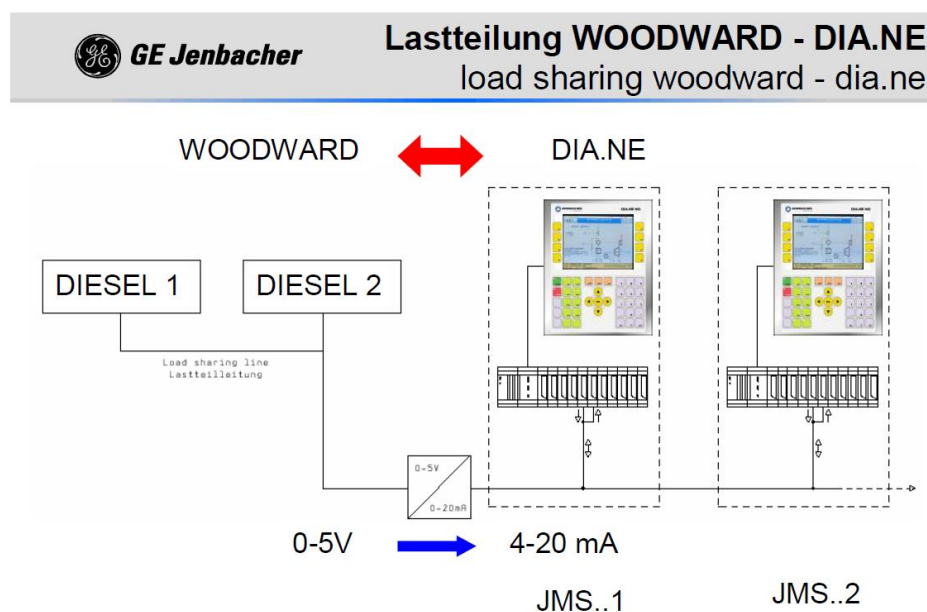 GE Jenbacher
Lastteilung WOODWARD - DIA.NE
load sharing woodward - dia.ne
WOODWARD
DIA.NE
DIESEL 1
DIESEL 2
Load sharing line
Lastteilleitung
0-5V
0-20mA
0-5V
4-20 mA
JMS..1
JMS..2